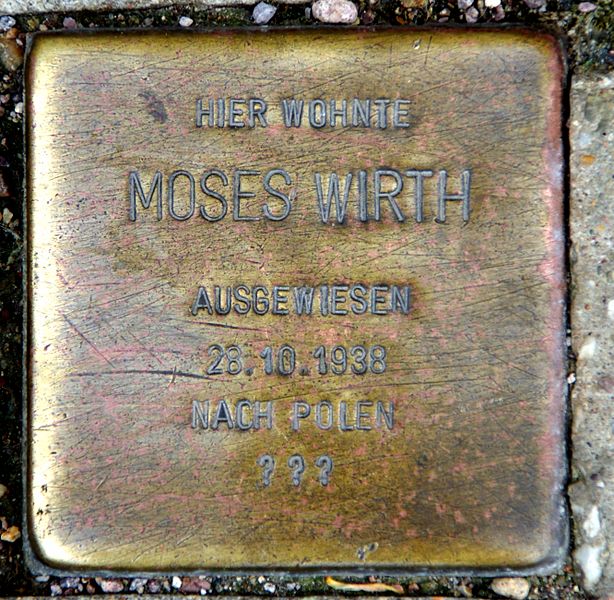 HIER WOHNTE
MOSES WIRTH
AUSGEWIESEN
28.10.1938
NACH POLEN
???